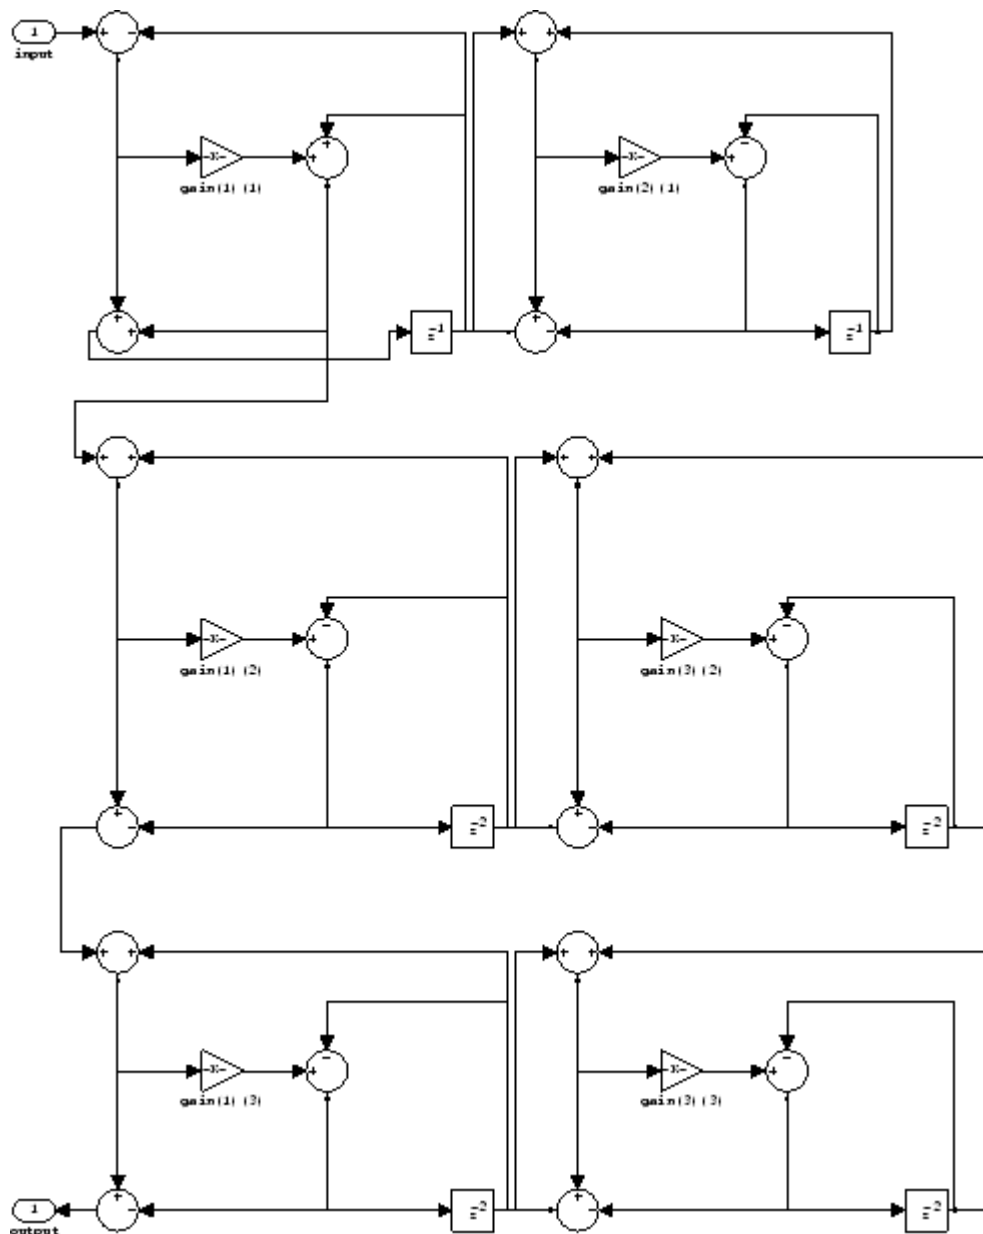 1
input
-K-
gain(1)(1)
-K-
gain(2)(1)
z-1
z-1
-K-
gain(1)(2)
-K-
gain(3)(2)
z-2
z-2
-K-
gain(1)(3)
-K-
gain(3)(3)
1
output
z-2
z-2